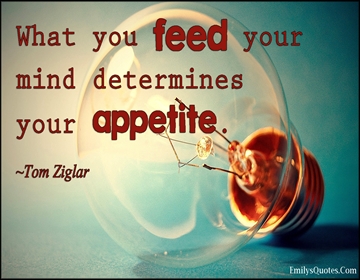 What you feed your
mind determines
your appetite.
~Tom Ziglar
EmilysQuotes.Com